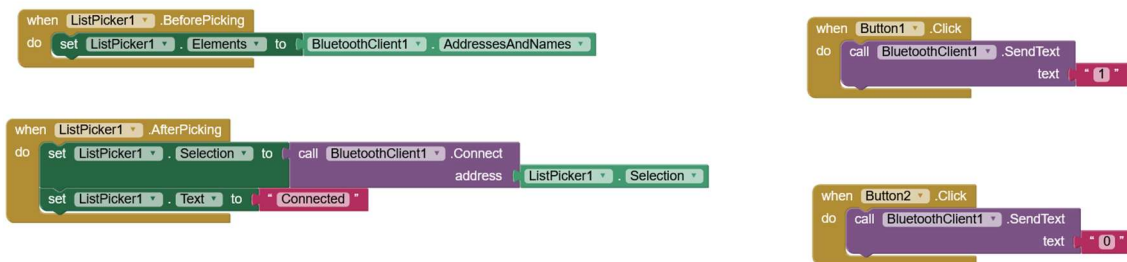 when ListPicker1 .BeforePicking
do set ListPicker1 . Elements to BluetoothClient1 . AddressesAndNames
when ListPicker1 .AfterPicking
do set ListPicker1 . Selection to call BluetoothClient1 .Connect
address ListPicker1 . Selection
set ListPicker1 . Text to " Connected "
when Button1 .Click
do call BluetoothClient1 .SendText
text " 1 "
when Button2 .Click
do call BluetoothClient1 .SendText
text " 0 "